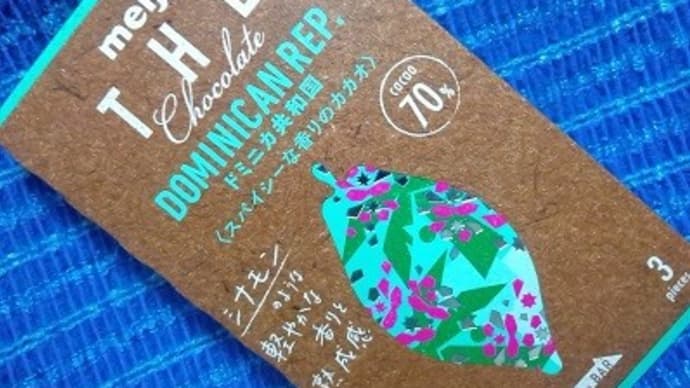 meij
THE
Chocolate
DOMINICAN REP.
ドミニカ共和国
〈スパイシーな香りのカカオ〉
cacao
70%
シナモン
のような
軽やかな
香りと
熟成感
3
pieces
BAR